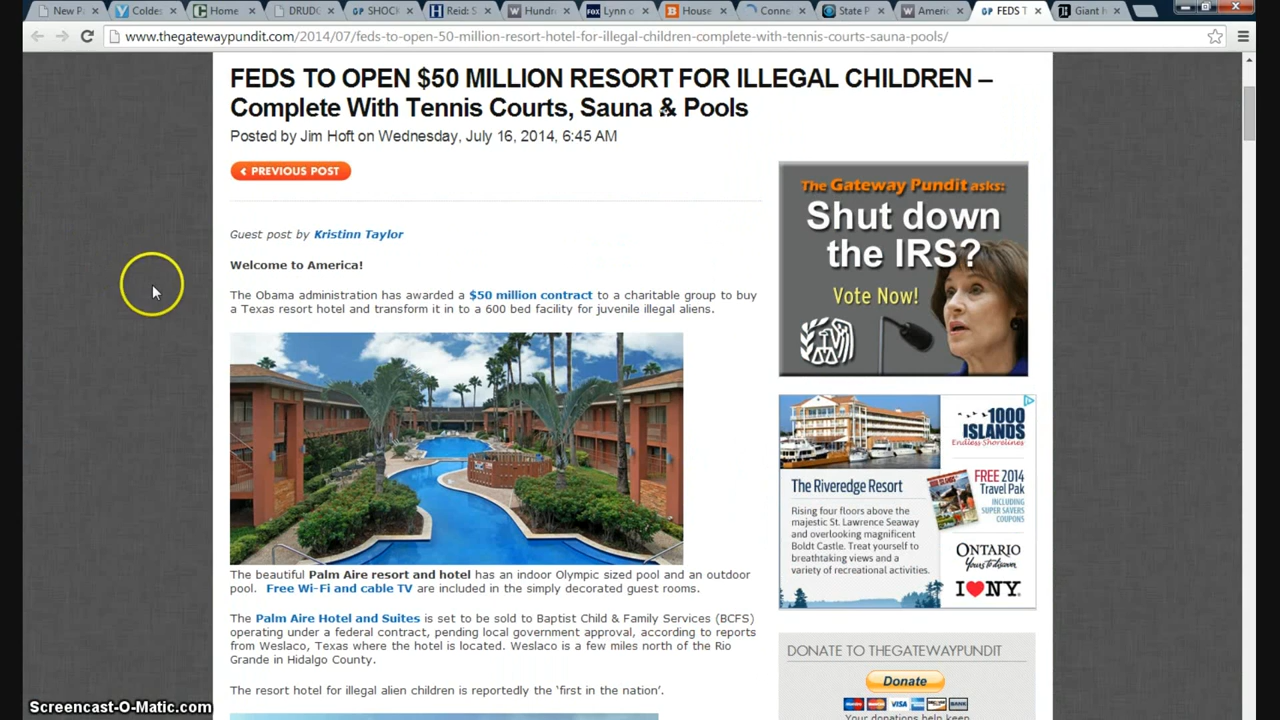 New P
Coldes
Home
DRUDG
SHOCK
Reid: S
Hundr
Lynn o
House
Conne
State P
Americ
FEDS T
Giant h
www.thegatewaypundit.com/2014/07/feds-to-open-50-million-resort-hotel-for-illegal-children-complete-with-tennis-courts-sauna-pools/
FEDS TO OPEN $50 MILLION RESORT FOR ILLEGAL CHILDREN –
Complete With Tennis Courts, Sauna & Pools
Posted by Jim Hoft on Wednesday, July 16, 2014, 6:45 AM
PREVIOUS POST
Guest post by Kristinn Taylor
Welcome to America!
The Obama administration has awarded a $50 million contract to a charitable group to buy
a Texas resort hotel and transform it in to a 600 bed facility for juvenile illegal aliens.
The beautiful Palm Aire resort and hotel has an indoor Olympic sized pool and an outdoor
pool. Free Wi-Fi and cable TV are included in the simply decorated guest rooms.
The Palm Aire Hotel and Suites is set to be sold to Baptist Child & Family Services (BCFS)
operating under a federal contract, pending local government approval, according to reports
from Weslaco, Texas where the hotel is located. Weslaco is a few miles north of the Rio
Grande in Hidalgo County.
The resort hotel for illegal alien children is reportedly the ‘first in the nation’.
The Gateway Pundit asks:
Shut down
the IRS?
Vote Now!
1000
ISLANDS
Endless Shorelines
The Riveredge Resort
Rising four floors above the
majestic St. Lawrence Seaway
and overlooking magnificent
Boldt Castle. Treat yourself to
breathtaking views and a
variety of recreational activities.
FREE 2014
Travel Pak
INCLUDING
SUPER SAVERS
COUPONS
ONTARIO
Yours to discover
I NY
DONATE TO THEGATEWAYPUNDIT
Donate
VISA
Your donations help keep
Screencast-O-Matic.com